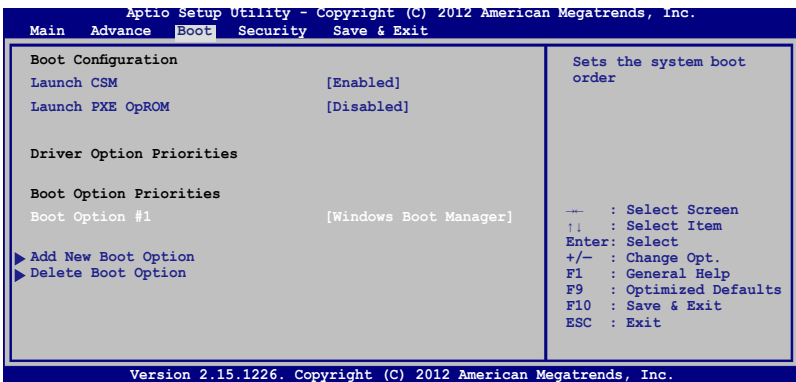 Aptio Setup Utility - Copyright (C) 2012 American Megatrends, Inc.
Main Advance Boot Security Save & Exit
Boot Configuration
Launch CSM [Enabled]
Launch PXE OpROM [Disabled]
Driver Option Priorities
Boot Option Priorities
Boot Option #1 [Windows Boot Manager]
Add New Boot Option
Delete Boot Option
Sets the system boot
order
→← : Select Screen
↑↓ : Select Item
Enter: Select
+/— : Change Opt.
F1 : General Help
F9 : Optimized Defaults
F10 : Save & Exit
ESC : Exit
Version 2.15.1226. Copyright (C) 2012 American Megatrends, Inc.